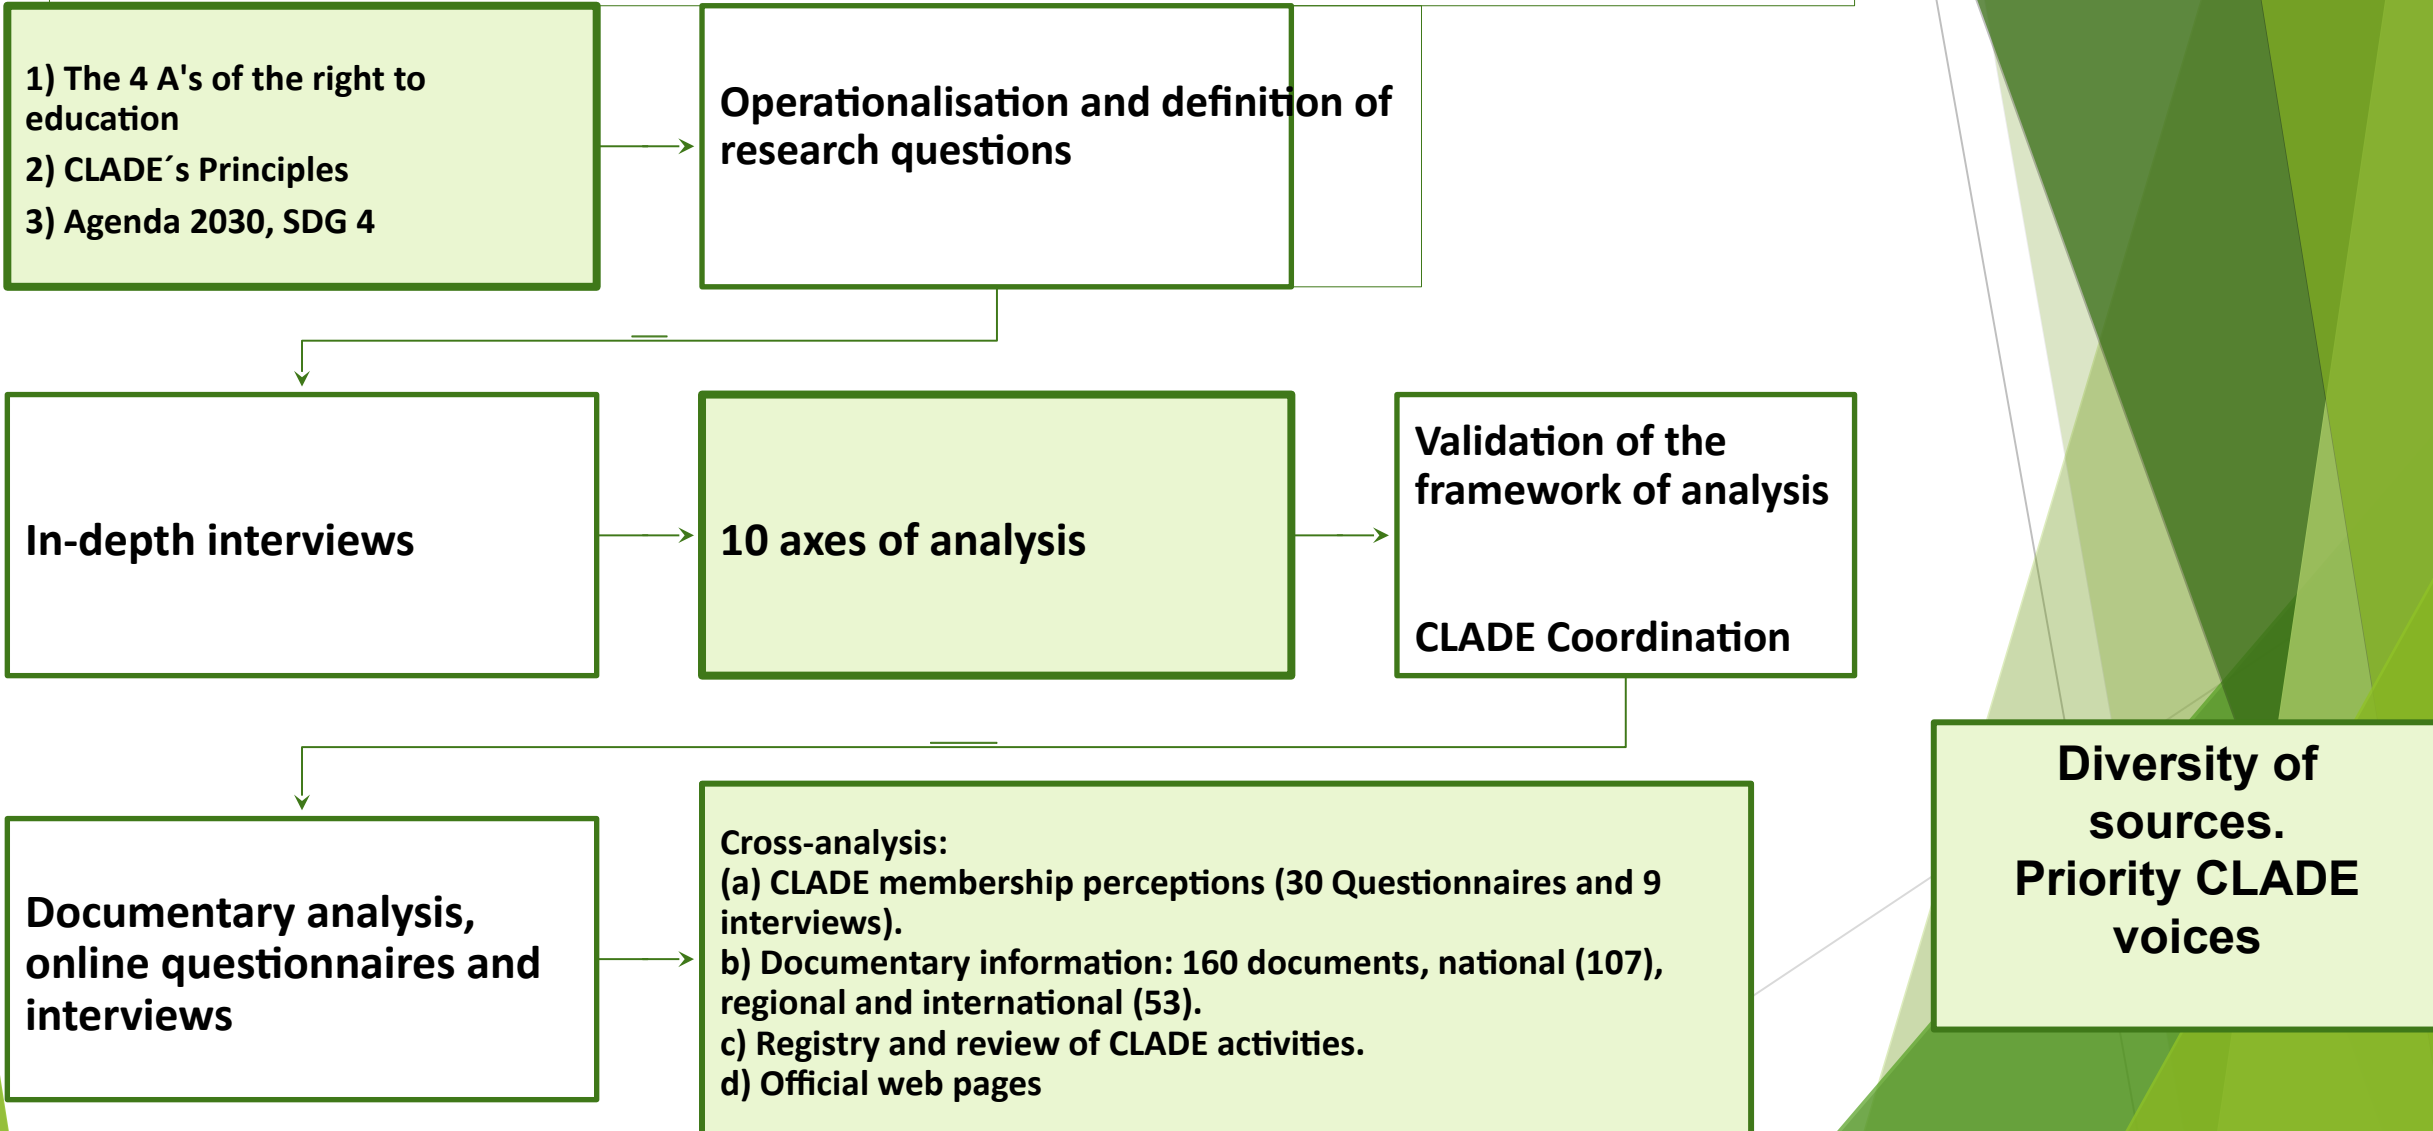 1) The 4 A's of the right to
education
2) CLADE´s Principles
3) Agenda 2030, SDG 4
Operationalisation and definition of
research questions
In-depth interviews
10 axes of analysis
Validation of the
framework of analysis
CLADE Coordination
Documentary analysis,
online questionnaires and
interviews
Cross-analysis:
(a) CLADE membership perceptions (30 Questionnaires and 9
interviews).
b) Documentary information: 160 documents, national (107),
regional and international (53).
c) Registry and review of CLADE activities.
d) Official web pages
Diversity of
sources.
Priority CLADE
voices